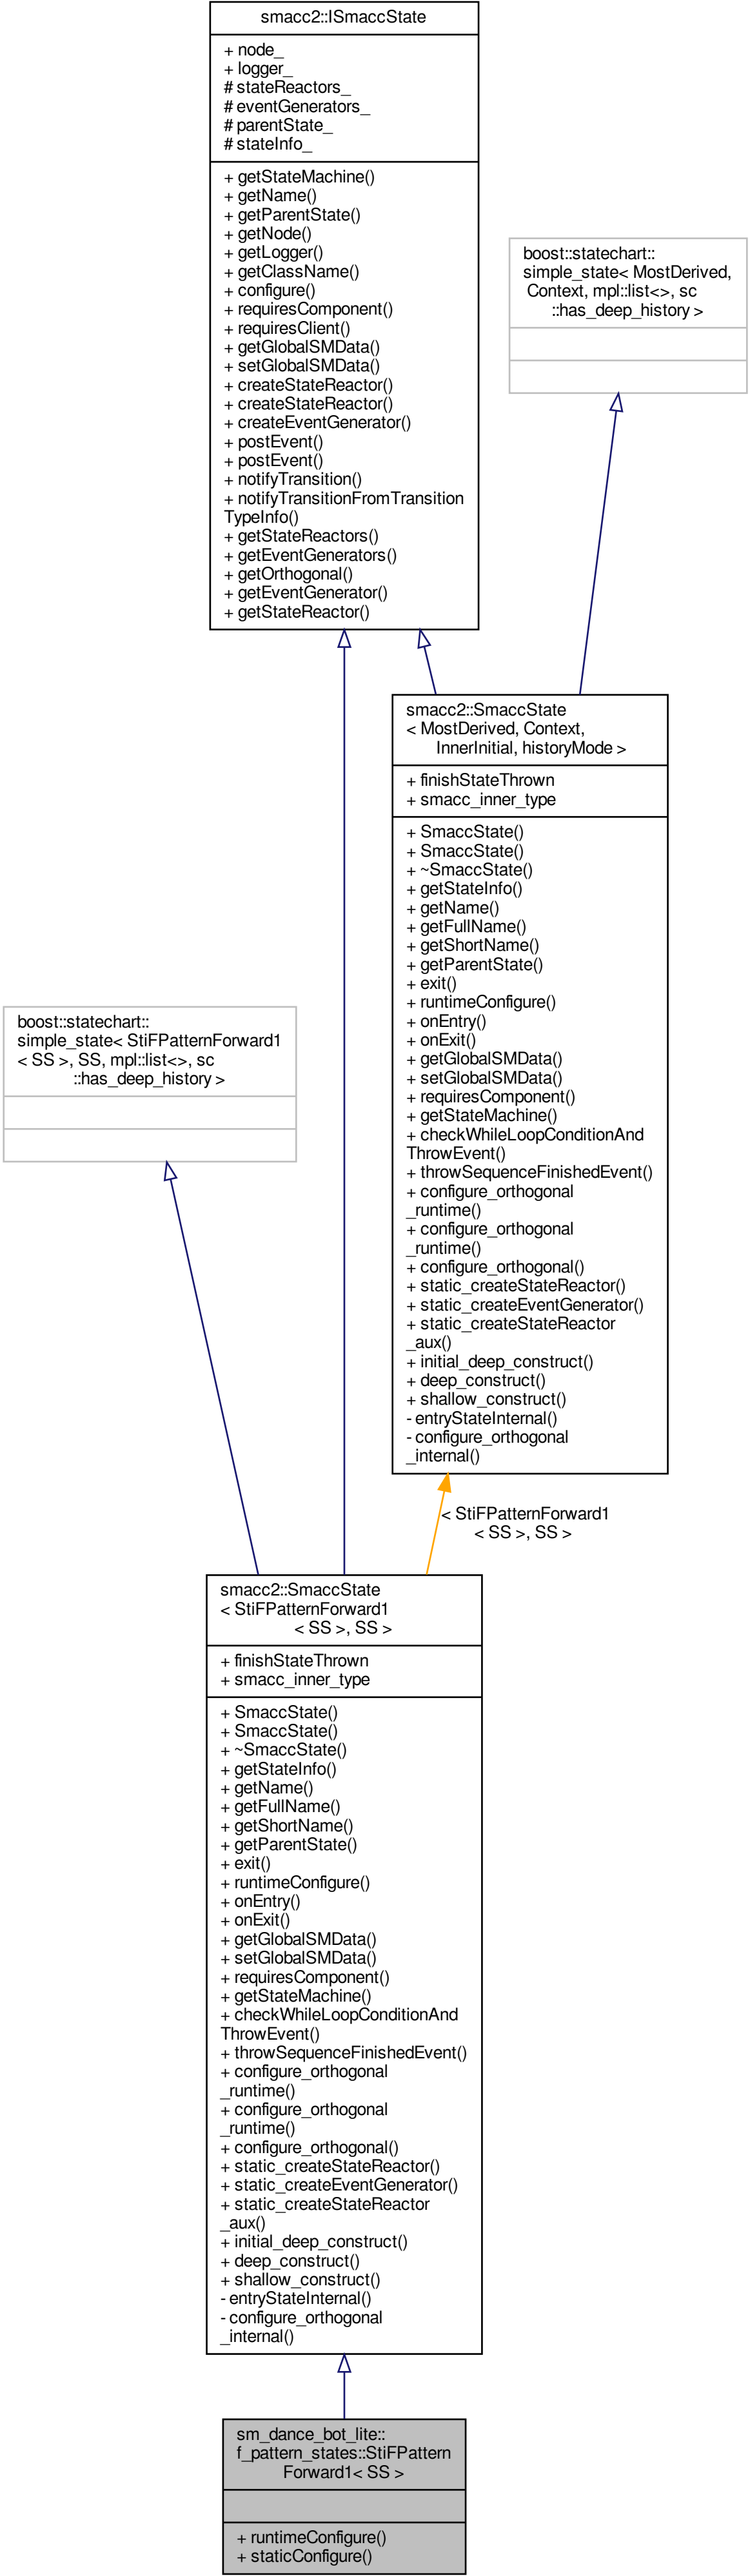 smacc2::ISmaccState
+ node_
+ logger_
# stateReactors_
# eventGenerators_
# parentState_
# stateInfo_
+ getStateMachine()
+ getName()
+ getParentState()
+ getNode()
+ getLogger()
+ getClassName()
+ configure()
+ requiresComponent()
+ requiresClient()
+ getGlobalSMData()
+ setGlobalSMData()
+ createStateReactor()
+ createStateReactor()
+ createEventGenerator()
+ postEvent()
+ postEvent()
+ notifyTransition()
+ notifyTransitionFromTransition
TypeInfo()
+ getStateReactors()
+ getEventGenerators()
+ getOrthogonal()
+ getEventGenerator()
+ getStateReactor()
boost::statechart::
simple_state< MostDerived,
Context, mpl::list<>, sc
::has_deep_history >
smacc2::SmaccState
< MostDerived, Context,
InnerInitial, historyMode >
+ finishStateThrown
+ smacc_inner_type
+ SmaccState()
+ SmaccState()
+ ~SmaccState()
+ getStateInfo()
+ getName()
+ getFullName()
+ getShortName()
+ getParentState()
+ exit()
+ runtimeConfigure()
+ onEntry()
+ onExit()
+ getGlobalSMData()
+ setGlobalSMData()
+ requiresComponent()
+ getStateMachine()
+ checkWhileLoopConditionAnd
ThrowEvent()
+ throwSequenceFinishedEvent()
+ configure_orthogonal
_runtime()
+ configure_orthogonal
_runtime()
+ configure_orthogonal()
+ static_createStateReactor()
+ static_createEventGenerator()
+ static_createStateReactor
_aux()
+ initial_deep_construct()
+ deep_construct()
+ shallow_construct()
- entryStateInternal()
- configure_orthogonal
_internal()
boost::statechart::
simple_state< StiFPatternForward1
< SS >, SS, mpl::list<>, sc
::has_deep_history >
< StiFPatternForward1
< SS >, SS >
smacc2::SmaccState
< StiFPatternForward1
< SS >, SS >
+ finishStateThrown
+ smacc_inner_type
+ SmaccState()
+ SmaccState()
+ ~SmaccState()
+ getStateInfo()
+ getName()
+ getFullName()
+ getShortName()
+ getParentState()
+ exit()
+ runtimeConfigure()
+ onEntry()
+ onExit()
+ getGlobalSMData()
+ setGlobalSMData()
+ requiresComponent()
+ getStateMachine()
+ checkWhileLoopConditionAnd
ThrowEvent()
+ throwSequenceFinishedEvent()
+ configure_orthogonal
_runtime()
+ configure_orthogonal
_runtime()
+ configure_orthogonal()
+ static_createStateReactor()
+ static_createEventGenerator()
+ static_createStateReactor
_aux()
+ initial_deep_construct()
+ deep_construct()
+ shallow_construct()
- entryStateInternal()
- configure_orthogonal
_internal()
sm_dance_bot_lite::
f_pattern_states::StiFPattern
Forward1< SS >
+ runtimeConfigure()
+ staticConfigure()